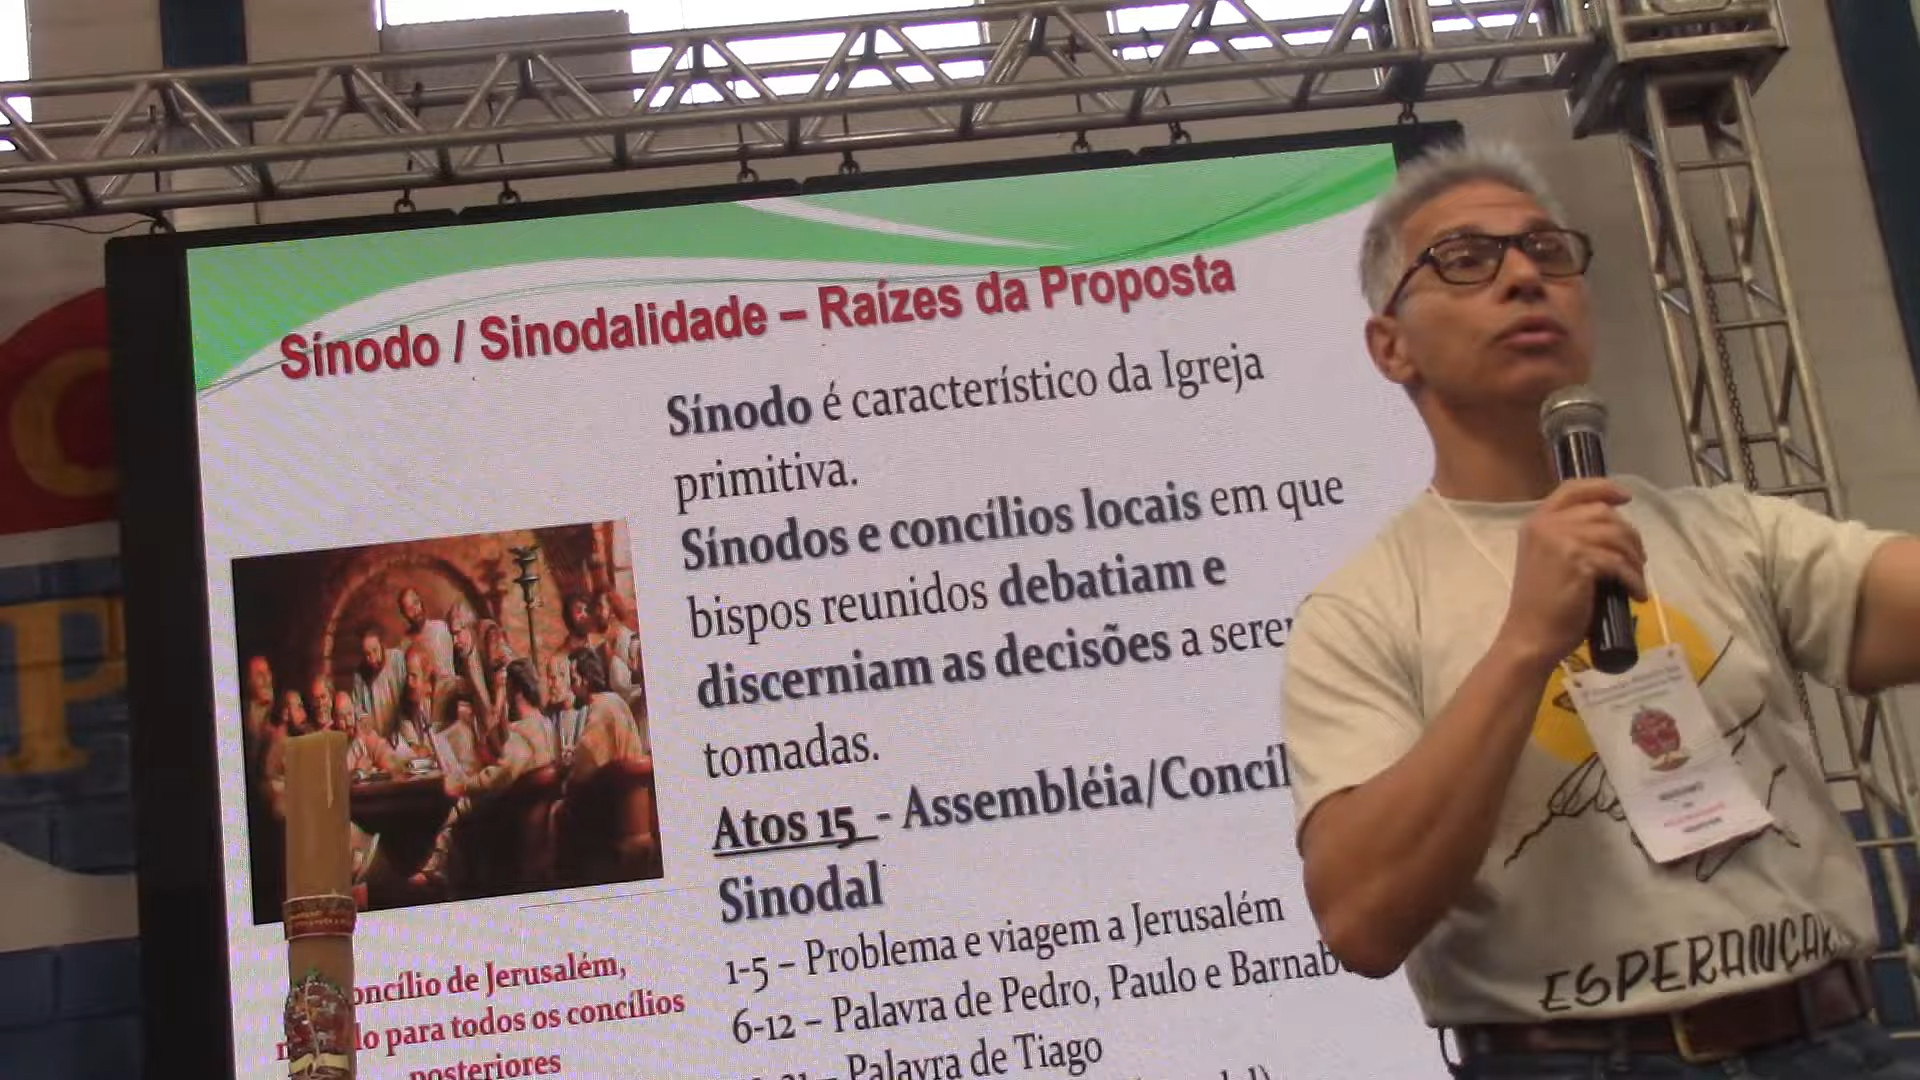 Sínodo / Sinodalidade – Raízes da Proposta
Sínodo é característico da Igreja
primitiva.
Sínodos e concílios locais em que
bispos reunidos debatiam e
discerniam as decisões a sere
tomadas.
Atos 15 - Assembléia/Concíl
Sinodal
1-5 – Problema e viagem a Jerusalém
6-12 – Palavra de Pedro, Paulo e Barnab
– Palavra de Tiago
oncílio de Jerusalém,
lo para todos os concílios
posteriores
ESPERANÇAR
P